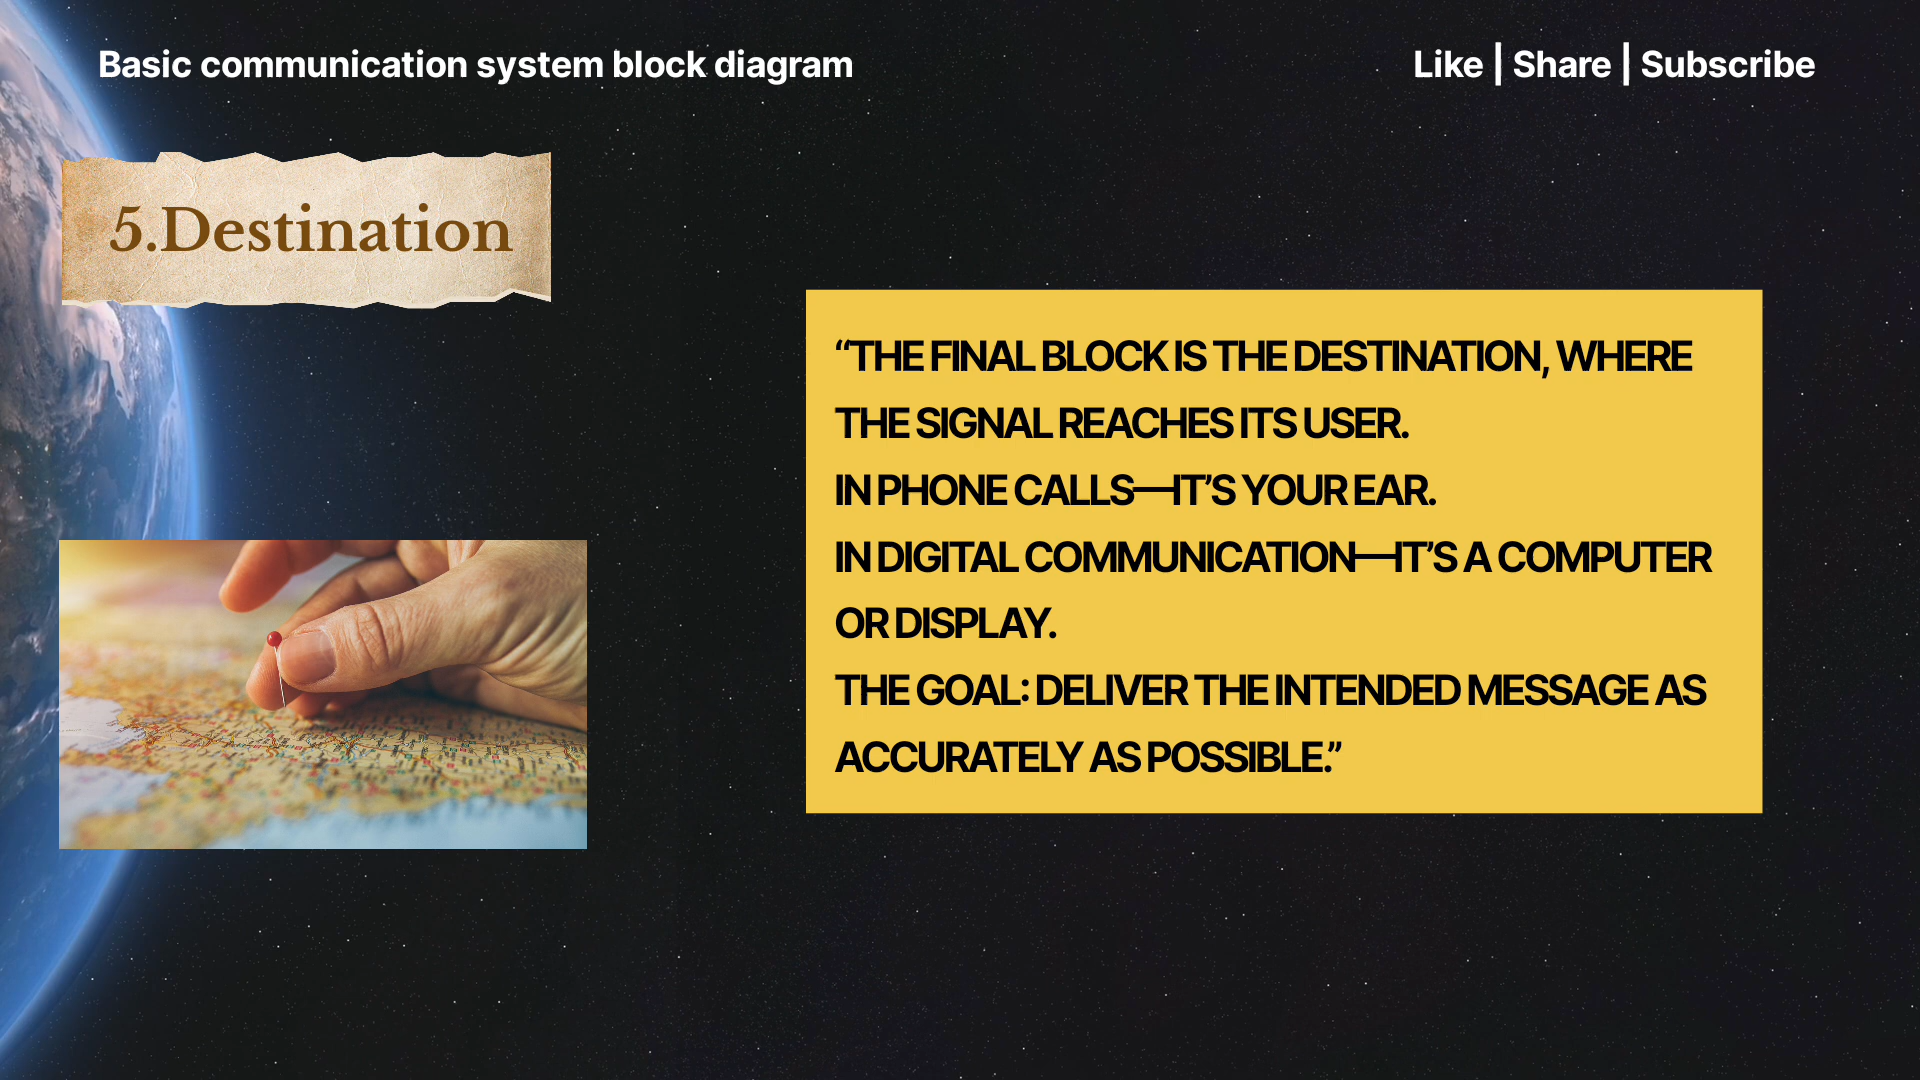 Basic communication system block diagram
Like | Share | Subscribe
5.Destination
“THE FINAL BLOCK IS THE DESTINATION, WHERE
THE SIGNAL REACHES ITS USER.
IN PHONE CALLS—IT’S YOUR EAR.
IN DIGITAL COMMUNICATION—IT’S A COMPUTER
OR DISPLAY.
THE GOAL: DELIVER THE INTENDED MESSAGE AS
ACCURATELY AS POSSIBLE.”